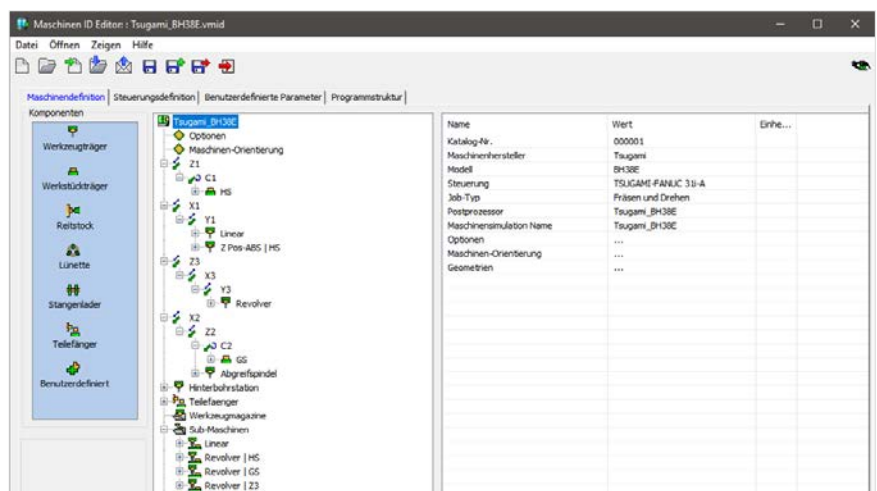 Maschinen ID Editor: Tsugami_BH38E.vmid
Datei Öffnen Zeigen Hilfe
Maschinendefinition Steuerungsdefinition Benutzerdefinierte Parameter Programmstruktur
Komponenten
Werkzeugträger
Werkstückträger
Reitstock
Lünette
Stangenlader
Teilefänger
Benutzerdefiniert
Tsugami_BH38E
Optionen
Maschinen-Orientierung
Z1
C1
HS
X1
Y1
Linear
Z Pos-ABS | HS
Z3
X3
Y3
Revolver
X2
Z2
C2
GS
Abgreifspindel
Hinterbohrstation
Teilefaenger
Werkzeugmagazine
Sub-Maschinen
Linear
Revolver | HS
Revolver | GS
Revolver | Z3
Name Wert Einhe...
Katalog-Nr. 000001
Maschinenhersteller Tsugami
Modell BH38E
Steuerung TSUGAMI-FANUC 31i-A
Job-Typ Fräsen und Drehen
Postprozessor Tsugami_BH38E
Maschinensimulation Name Tsugami_BH38E
Optionen ...
Maschinen-Orientierung ...
Geometrien ...